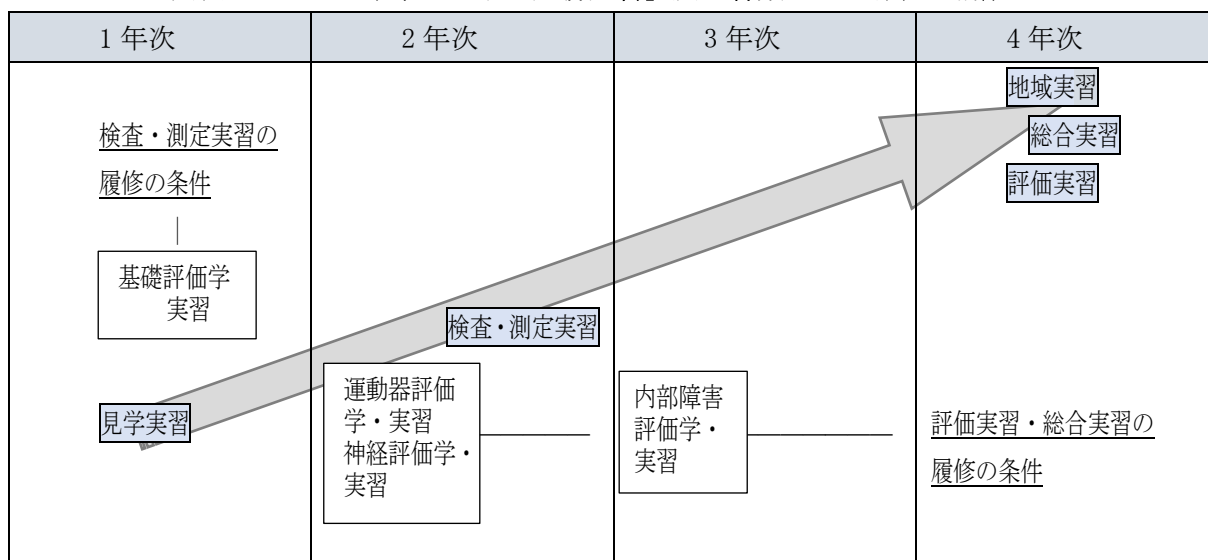 1 年次
2 年次
3 年次
4 年次
検査・測定実習の
履修の条件
基礎評価学
実習
見学実習
検査・測定実習
運動器評価
学・実習
神経評価学・
実習
内部障害
評価学・
実習
地域実習
総合実習
評価実習
評価実習・総合実習の
履修の条件